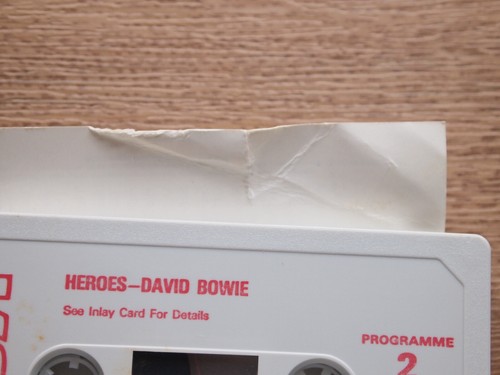 HEROES–DAVID BOWIE
See Inlay Card For Details
PROGRAMME
2